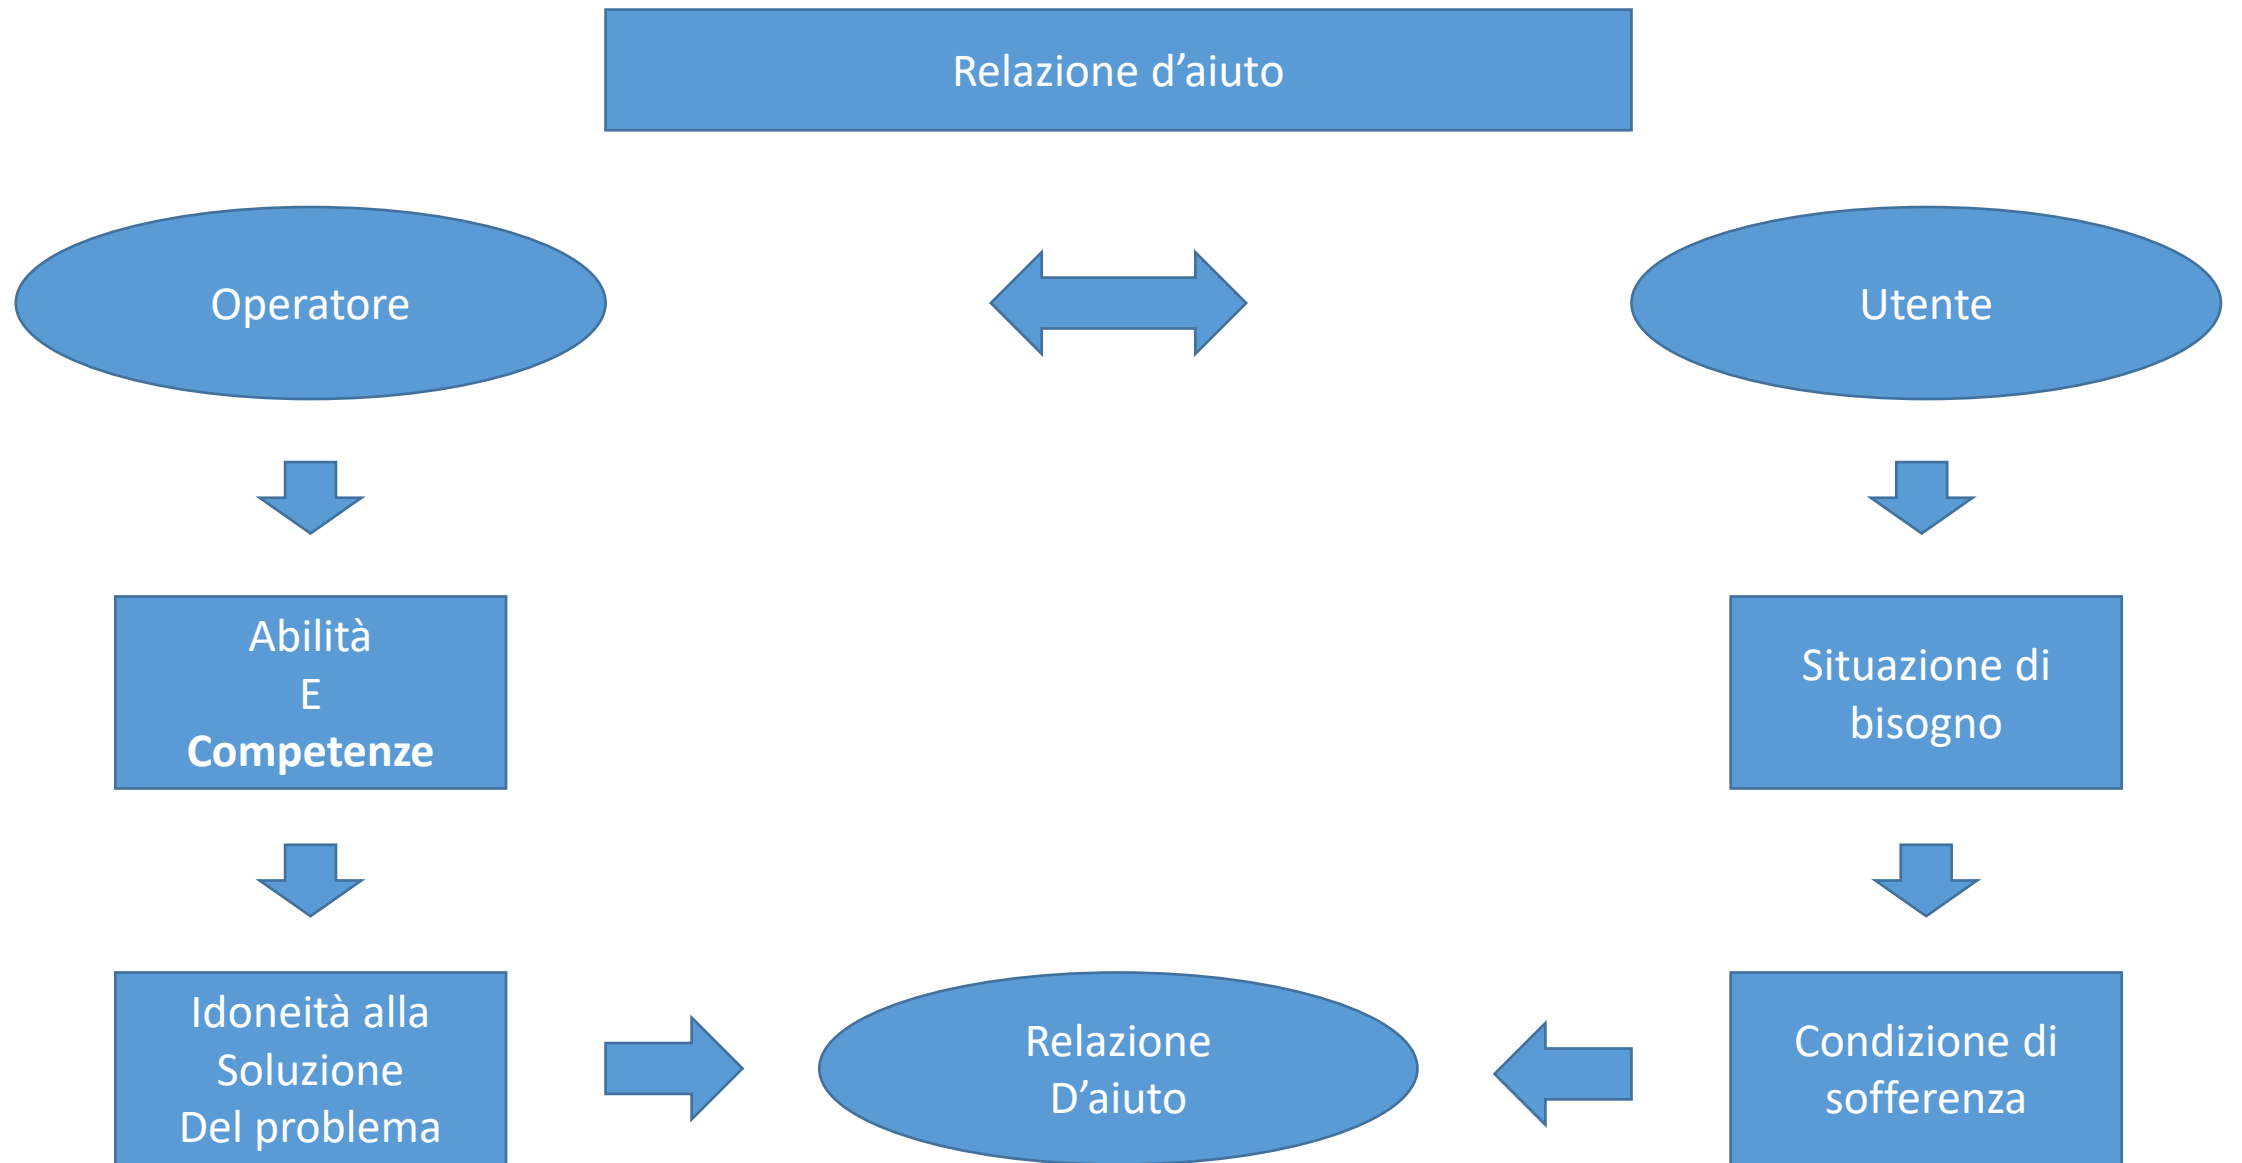 Relazione d’aiuto
Operatore
Utente
Abilità
E
Competenze
Situazione di
bisogno
Idoneità alla
Soluzione
Del problema
Relazione
D’aiuto
Condizione di
sofferenza